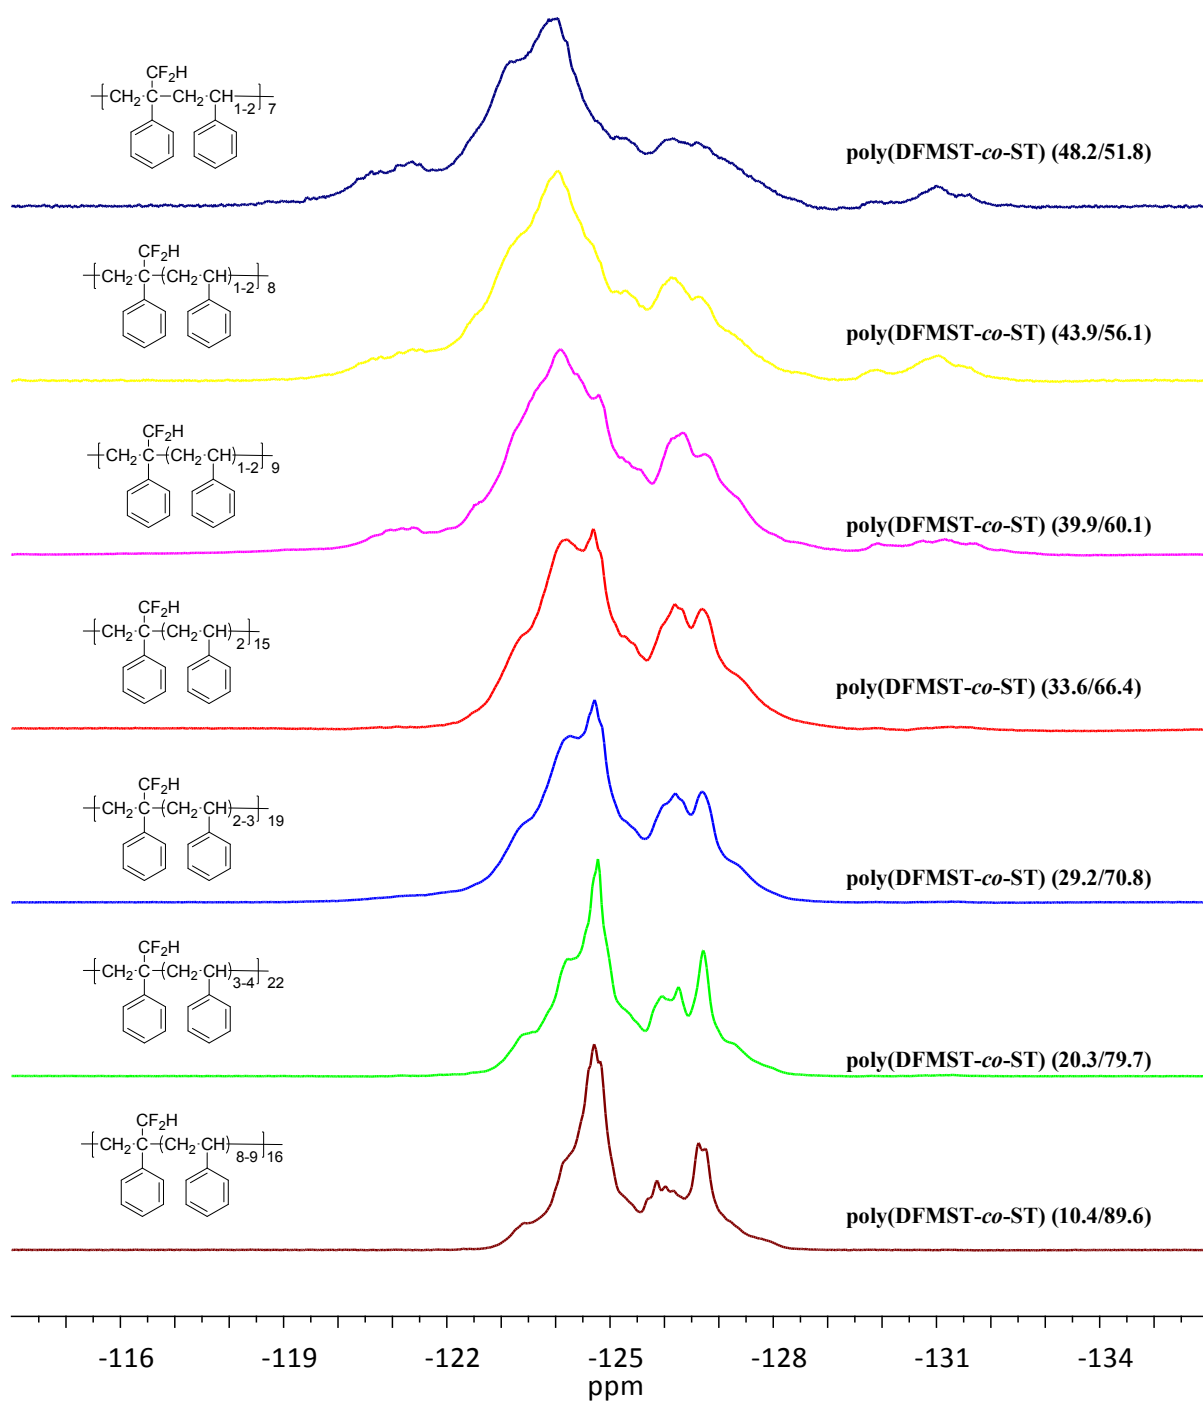 CF2H
CH2 C CH2 CH 1-2 7
poly(DFMST-co-ST) (48.2/51.8)
CF2H
CH2 C (CH2 CH) 1-2 8
poly(DFMST-co-ST) (43.9/56.1)
CF2H
CH2 C (CH2 CH) 1-2 9
poly(DFMST-co-ST) (39.9/60.1)
CF2H
CH2 C (CH2 CH) 2 15
poly(DFMST-co-ST) (33.6/66.4)
CF2H
CH2 C (CH2 CH) 2-3 19
poly(DFMST-co-ST) (29.2/70.8)
CF2H
CH2 C (CH2 CH) 3-4 22
poly(DFMST-co-ST) (20.3/79.7)
CF2H
CH2 C (CH2 CH) 8-9 16
poly(DFMST-co-ST) (10.4/89.6)
-116 -119 -122 -125 -128 -131 -134
ppm